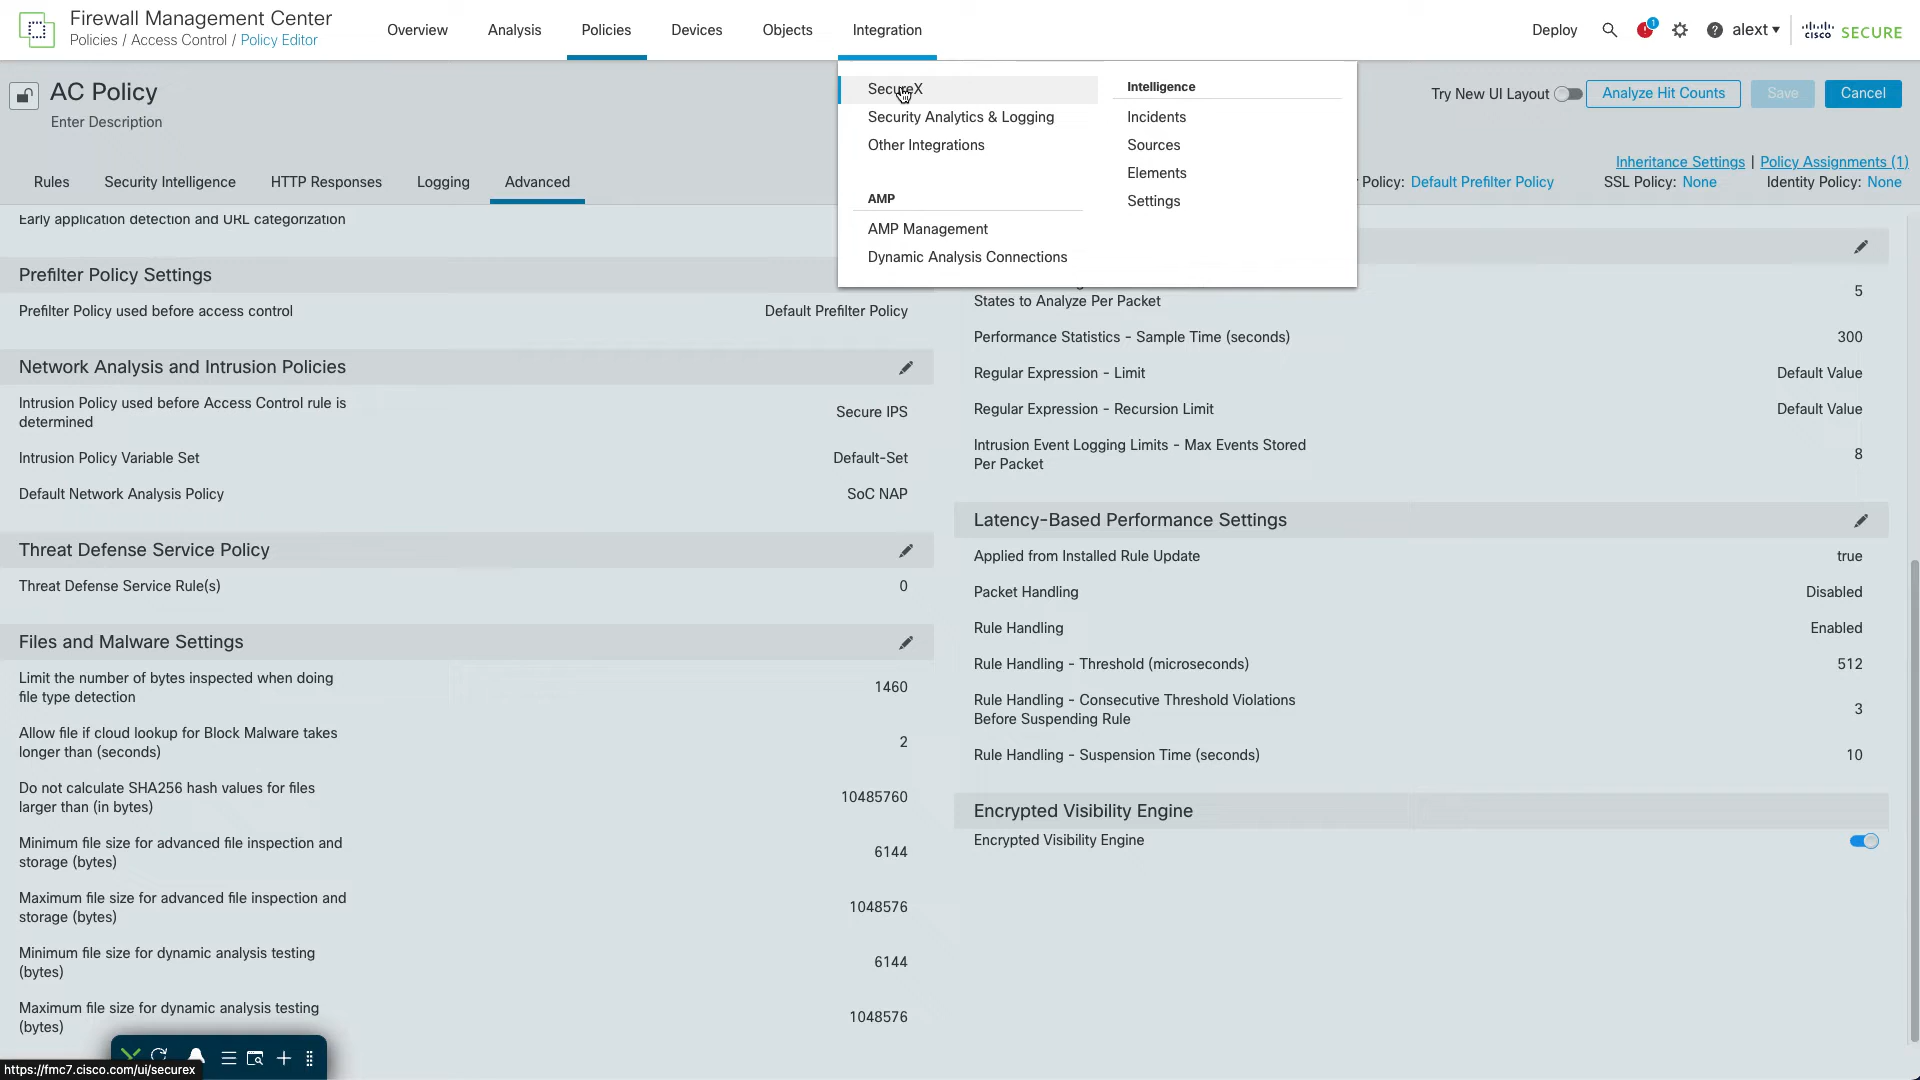 Firewall Management Center
Policies / Access Control / Policy Editor
Overview
Analysis
Policies
Devices
Objects
Integration
Deploy
1
alext
cisco SECURE
AC Policy
Enter Description
Try New UI Layout
Analyze Hit Counts
Save
Cancel
SecureX
Security Analytics & Logging
Other Integrations
AMP
AMP Management
Dynamic Analysis Connections
Intelligence
Incidents
Sources
Elements
Settings
Inheritance Settings | Policy Assignments (1)
Rules
Security Intelligence
HTTP Responses
Logging
Advanced
Policy: Default Prefilter Policy
SSL Policy: None
Identity Policy: None
Early application detection and URL categorization
Prefilter Policy Settings
Prefilter Policy used before access control
Default Prefilter Policy
Network Analysis and Intrusion Policies
Intrusion Policy used before Access Control rule is
determined
Secure IPS
Intrusion Policy Variable Set
Default-Set
Default Network Analysis Policy
SoC NAP
Threat Defense Service Policy
Threat Defense Service Rule(s)
0
Files and Malware Settings
Limit the number of bytes inspected when doing
file type detection
1460
Allow file if cloud lookup for Block Malware takes
longer than (seconds)
2
Do not calculate SHA256 hash values for files
larger than (in bytes)
10485760
Minimum file size for advanced file inspection and
storage (bytes)
6144
Maximum file size for advanced file inspection and
storage (bytes)
1048576
Minimum file size for dynamic analysis testing
(bytes)
6144
Maximum file size for dynamic analysis testing
(bytes)
1048576
States to Analyze Per Packet
5
Performance Statistics - Sample Time (seconds)
300
Regular Expression - Limit
Default Value
Regular Expression - Recursion Limit
Default Value
Intrusion Event Logging Limits - Max Events Stored
Per Packet
8
Latency-Based Performance Settings
Applied from Installed Rule Update
true
Packet Handling
Disabled
Rule Handling
Enabled
Rule Handling - Threshold (microseconds)
512
Rule Handling - Consecutive Threshold Violations
Before Suspending Rule
3
Rule Handling - Suspension Time (seconds)
10
Encrypted Visibility Engine
Encrypted Visibility Engine
https://fmc7.cisco.com/ui/securex